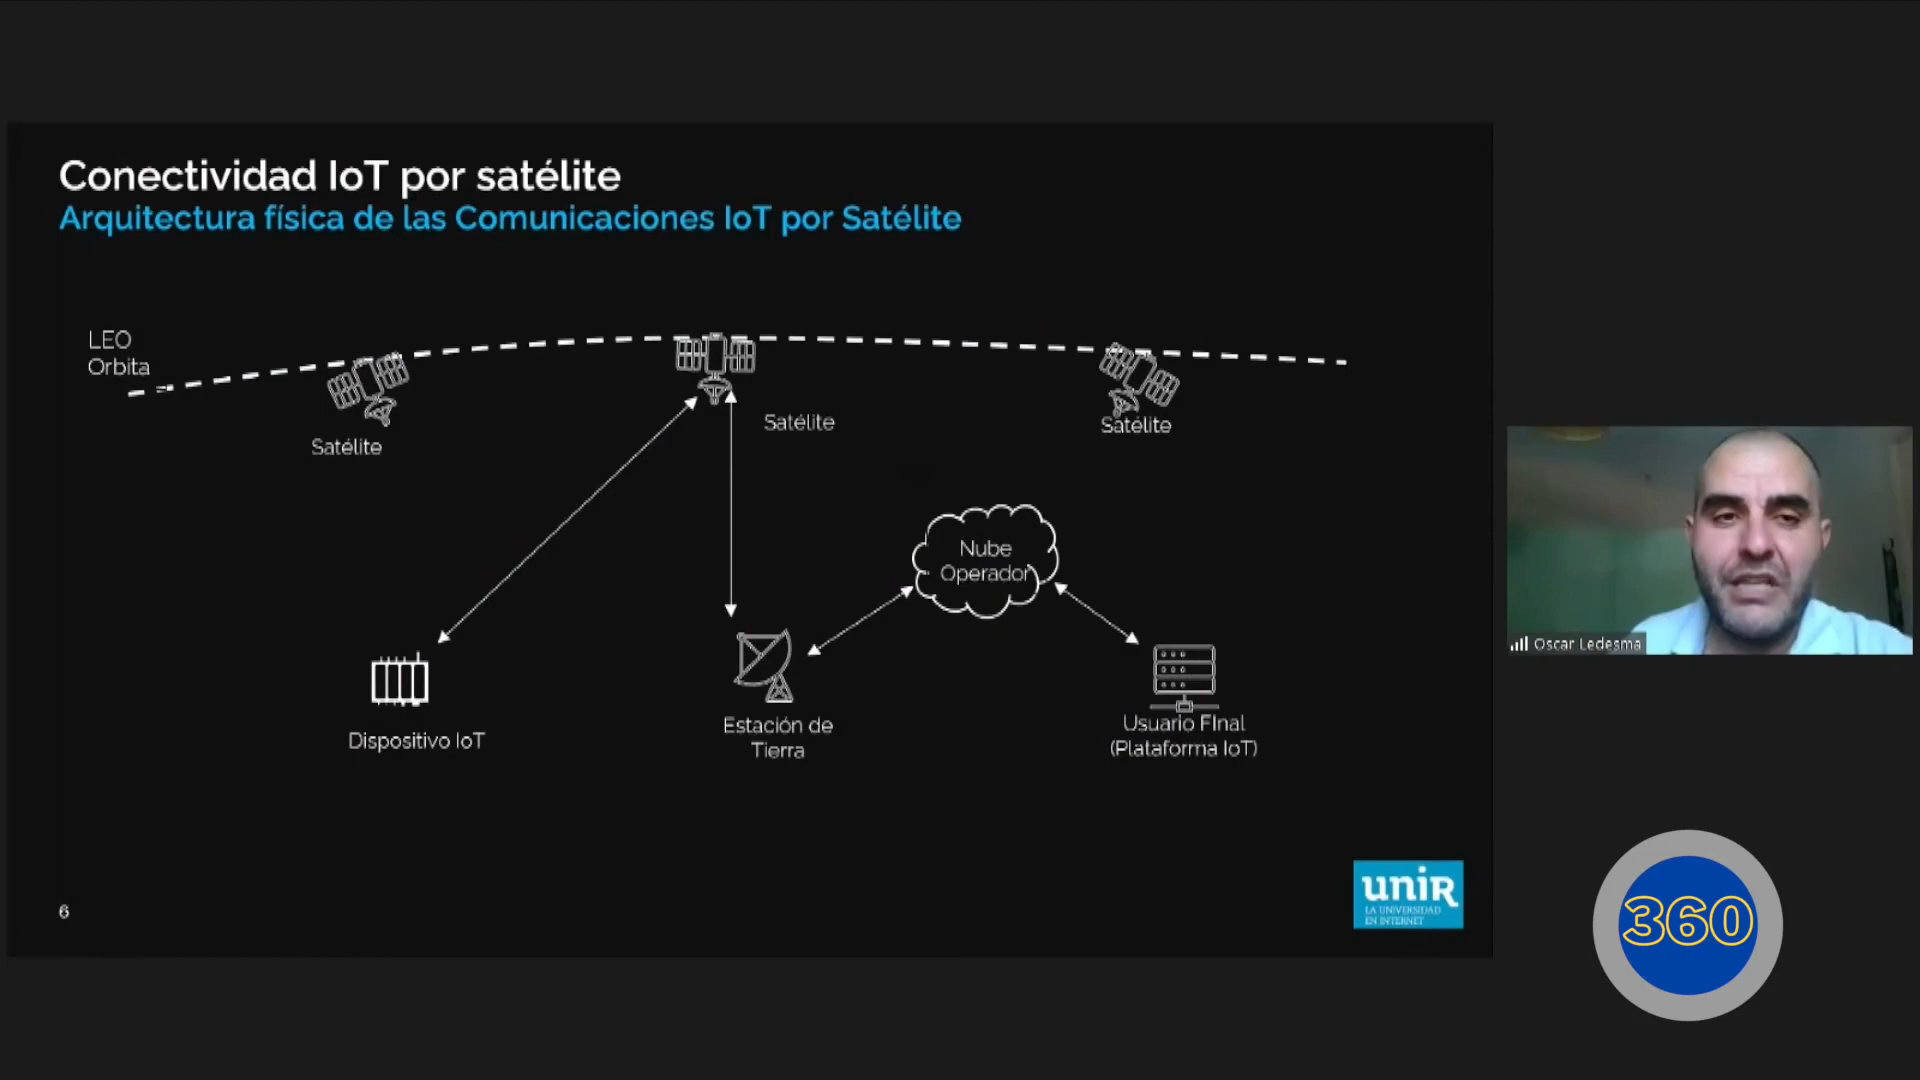 Conectividad IoT por satélite
Arquitectura física de las Comunicaciones IoT por Satélite
LEO
Orbita
Satélite
Satélite
Satélite
Nube
Operador
Dispositivo IoT
Estación de
Tierra
Usuario FInal
(Plataforma IoT)
Oscar Ledesma
6
unir
LA UNIVERSIDAD
EN INTERNET
360